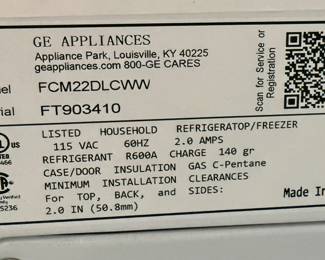 GE APPLIANCES
Appliance Park, Louisville, KY 40225
geappliances.com 800-GE CARES
FCM22DLCWW
FT903410
Scan for Service or
Registration
LISTED HOUSEHOLD REFRIGERATOR/FREEZER
115 VAC 60HZ 2.0 AMPS
REFRIGERANT R600A CHARGE 140 gr
CASE/DOOR INSULATION GAS C-Pentane
MINIMUM INSTALLATION CLEARANCES
For TOP, BACK, and SIDES:
2.0 IN (50.8mm)
Made In